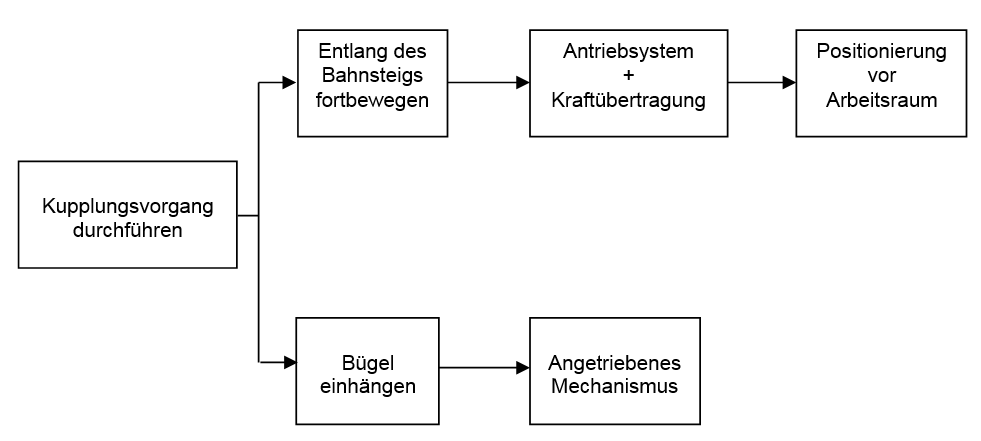 Entlang des
Bahnsteigs
fortbewegen
Antriebsystem
+
Kraftübertragung
Positionierung
vor
Arbeitsraum
Kupplungsvorgang
durchführen
Bügel
einhängen
Angetriebenes
Mechanismus